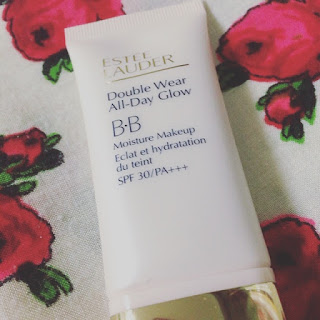 ESTĒE
LAUDER
Double Wear
All-Day Glow
B·B
Moisture Makeup
Eclat et hydratation
du teint
SPF 30/PA+++